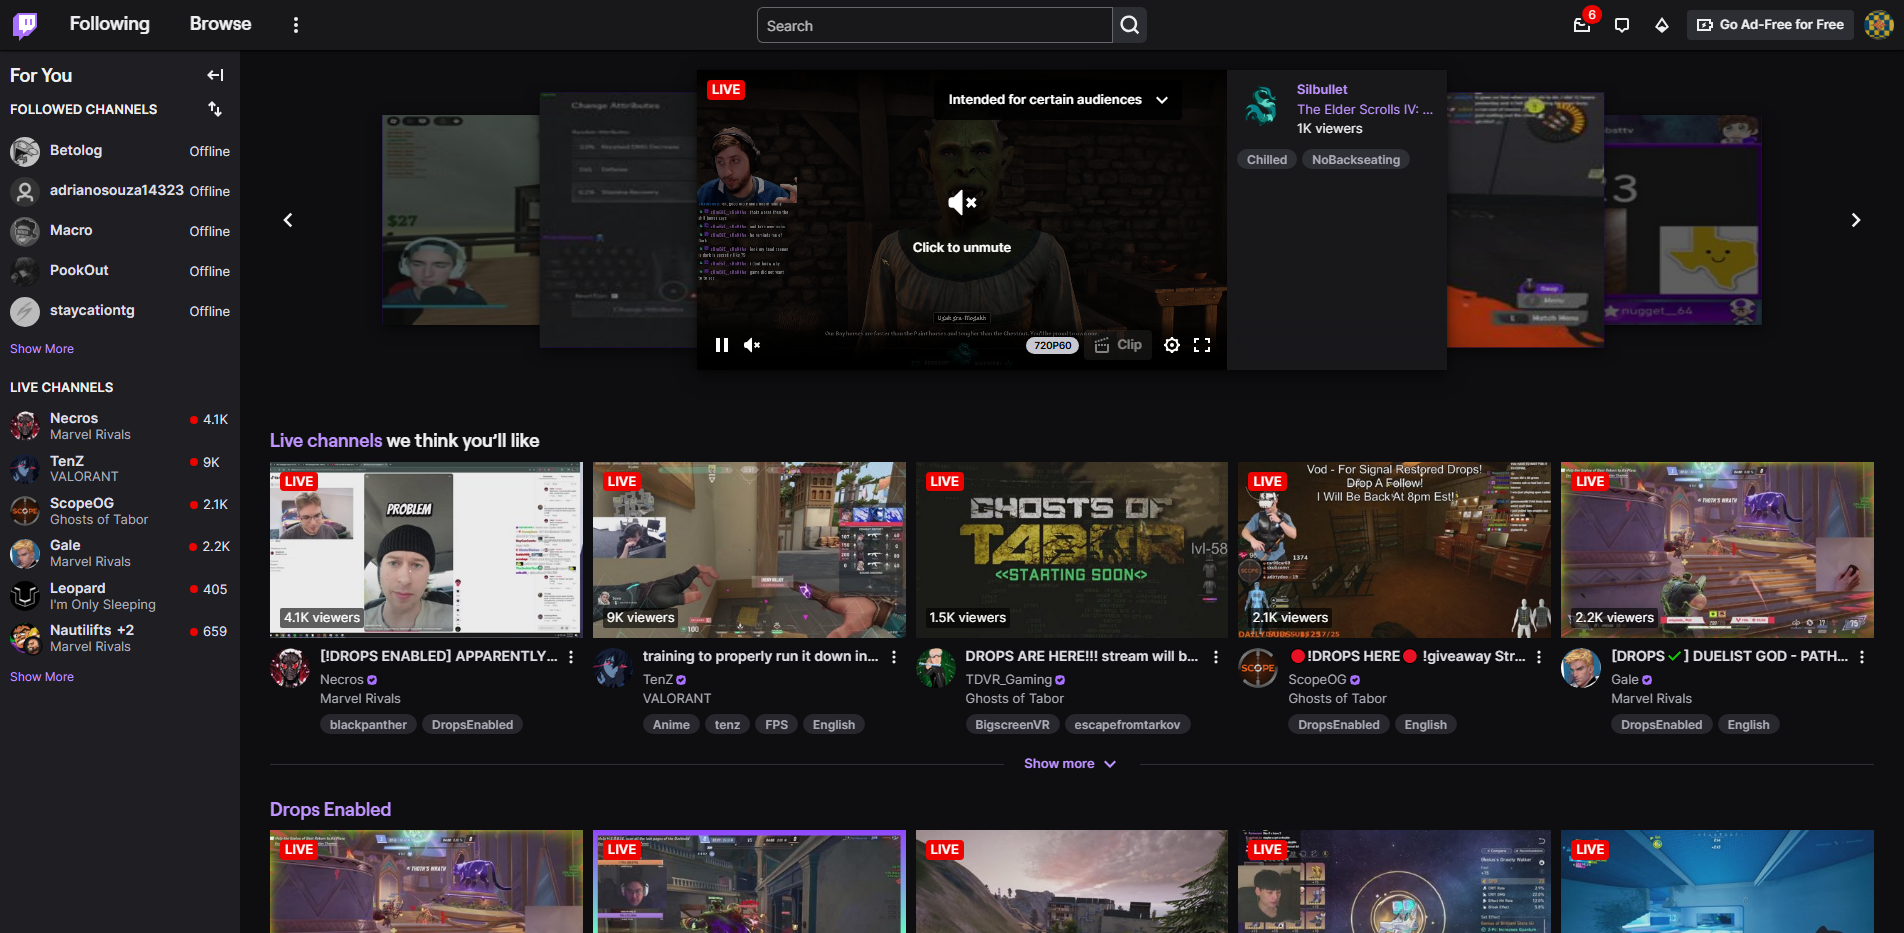 Following
Browse
Search
6
Go Ad-Free for Free
For You
FOLLOWED CHANNELS
Betolog
Offline
adrianosouza14323
Offline
Macro
Offline
PookOut
Offline
staycationtg
Offline
Show More
LIVE CHANNELS
Necros
4.1K
Marvel Rivals
TenZ
9K
VALORANT
ScopeOG
2.1K
Ghosts of Tabor
Gale
2.2K
Marvel Rivals
Leopard
405
I'm Only Sleeping
Nautilifts +2
659
Marvel Rivals
Show More
$27
Change Attributes
LIVE
Intended for certain audiences
Click to unmute
720P60
Clip
Silbullet
The Elder Scrolls IV: ...
1K viewers
Chilled
NoBackseating
nugget__64
Live channels we think you'll like
LIVE
PROBLEM
4.1K viewers
[!DROPS ENABLED] APPARENTLY...
Necros
Marvel Rivals
blackpanther
DropsEnabled
LIVE
9K viewers
training to properly run it down in...
TenZ
VALORANT
Anime
tenz
FPS
English
LIVE
GHOSTS OF
TABOR
<<STARTING SOON<>
lvl-58
1.5K viewers
DROPS ARE HERE!!! stream will b...
TDVR_Gaming
Ghosts of Tabor
BigscreenVR
escapefromtarkov
LIVE
Vod - For Signal Restored Drops!
Drop A Follow!
I Will Be Back At 8pm Est!
1374
2.1K viewers
🔴!DROPS HERE🔴 !giveaway Str...
ScopeOG
Ghosts of Tabor
DropsEnabled
English
LIVE
2.2K viewers
[DROPS ✓] DUELIST GOD - PATH...
Gale
Marvel Rivals
DropsEnabled
English
Show more
Drops Enabled
LIVE
LIVE
LIVE
LIVE
LIVE